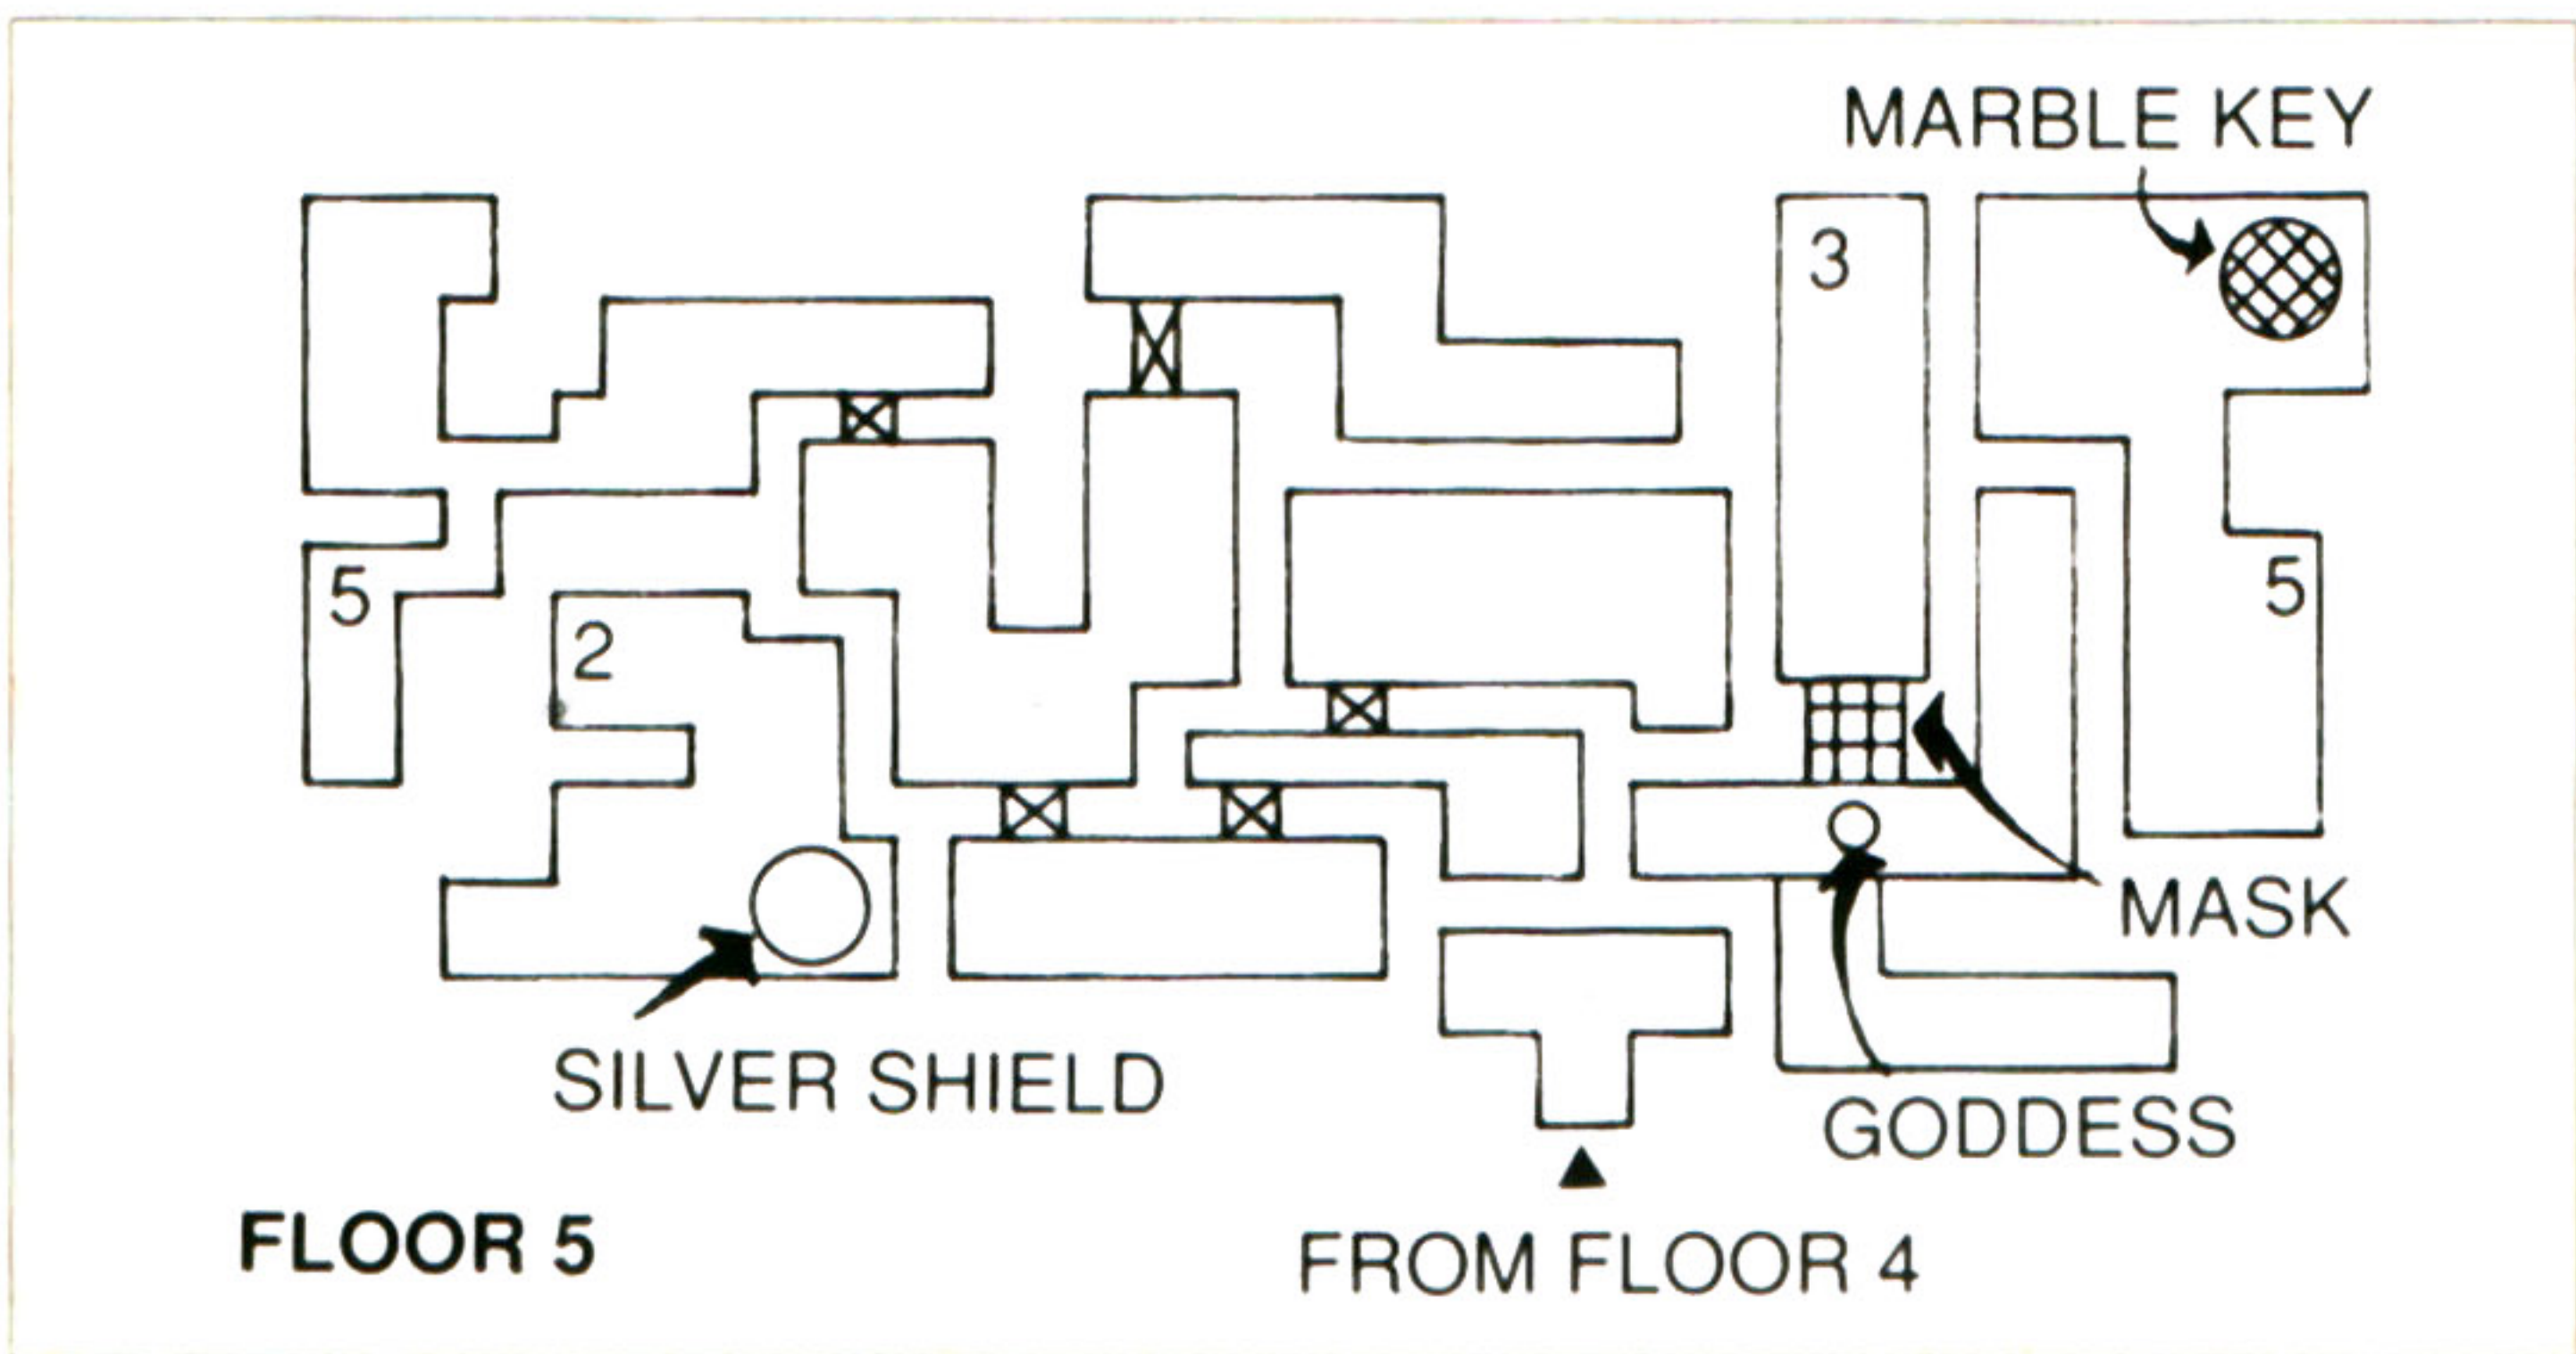 MARBLE KEY
3
5
5
2
MASK
SILVER SHIELD
GODDESS
FLOOR 5
FROM FLOOR 4